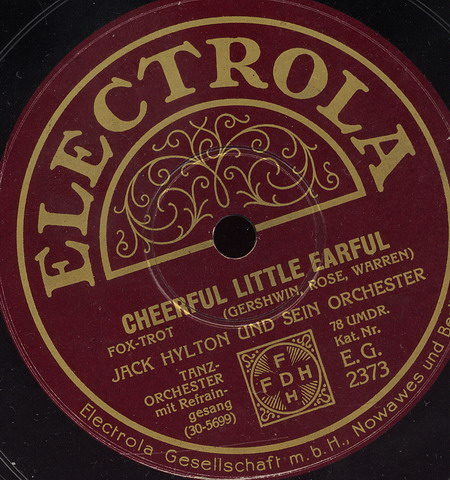 ELECTROLA
CHEERFUL LITTLE EARFUL
(GERSHWIN, ROSE, WARREN)
FOX-TROT
JACK HYLTON UND SEIN ORCHESTER
TANZ-
ORCHESTER
mit Refrain-
gesang
(30-5699)
F
F D H
H
78 UMDR.
Kat. Nr.
E.G.
2373
Electrola Gesellschaft m. b. H., Nowawes und